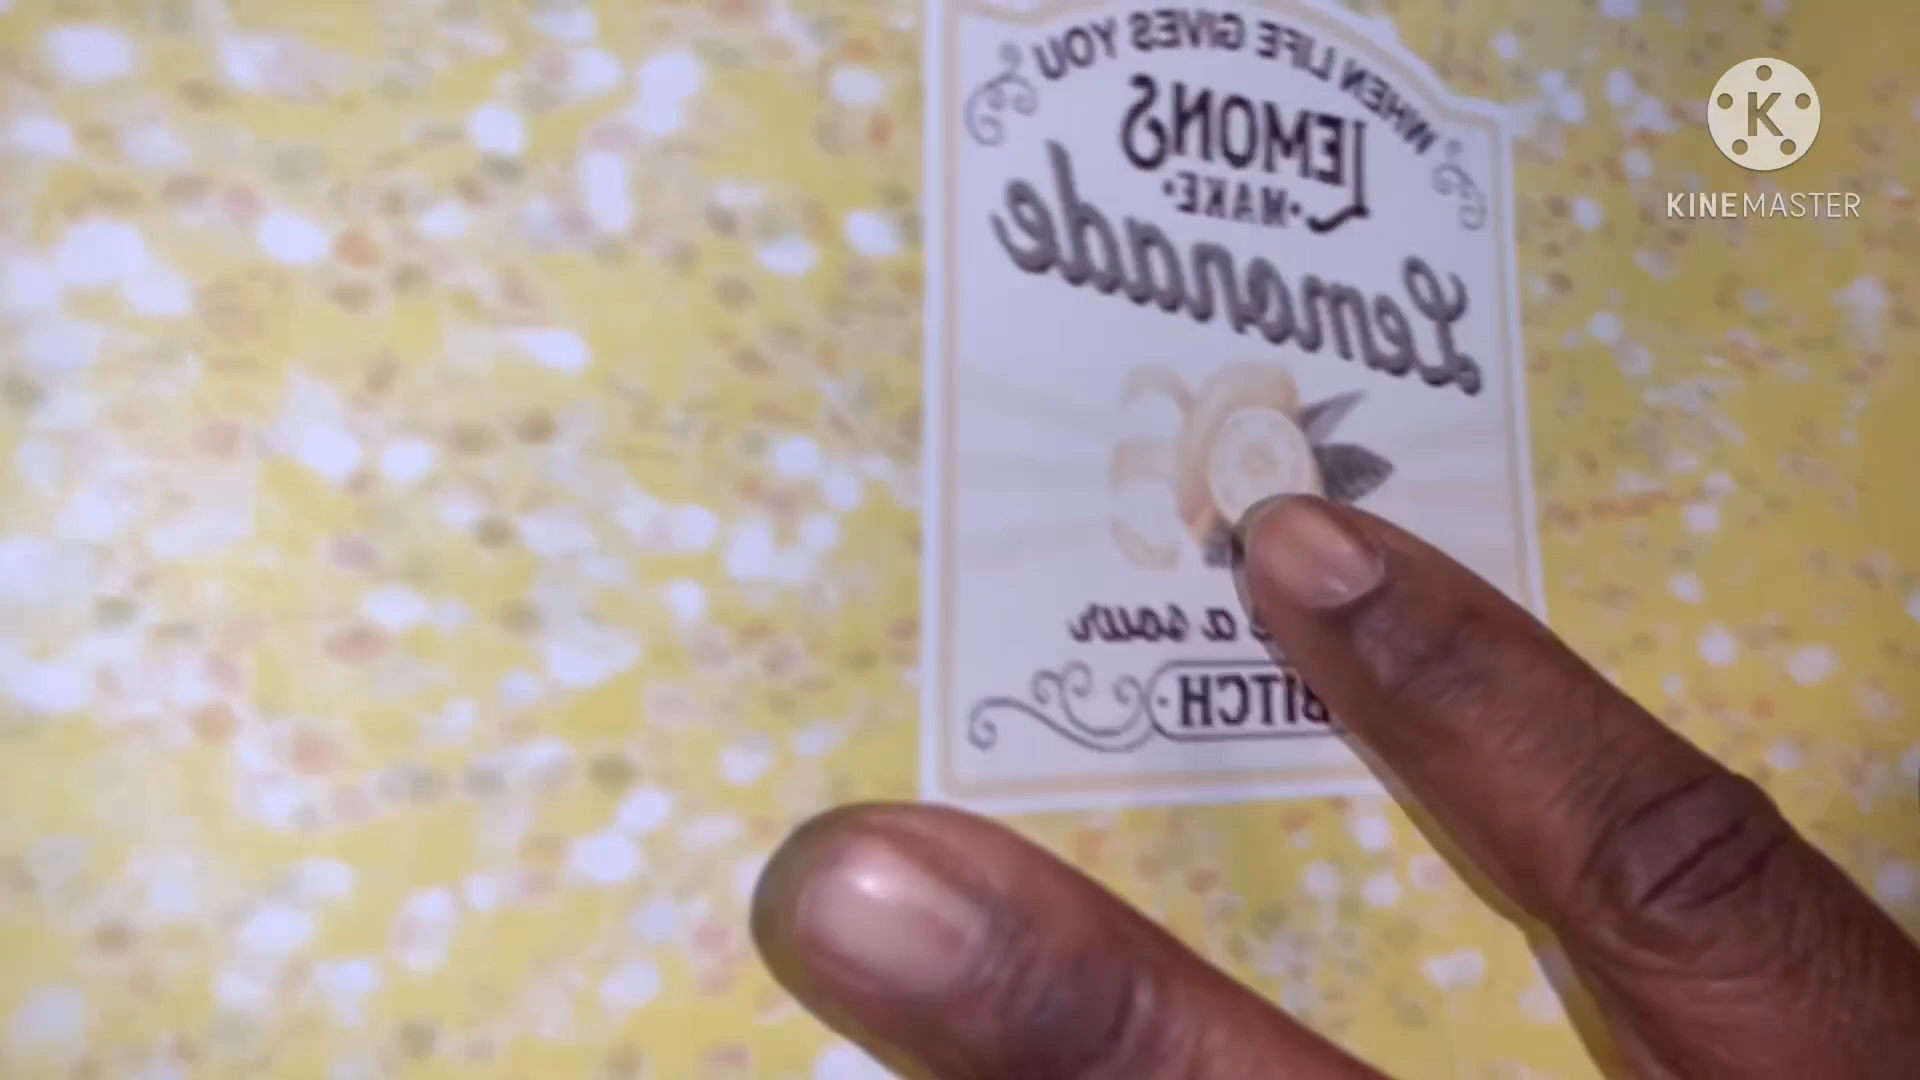 WHEN LIFE GIVES YOU
LEMONS
•MAKE•
Lemonade
a sour
BITCH
K
KINEMASTER